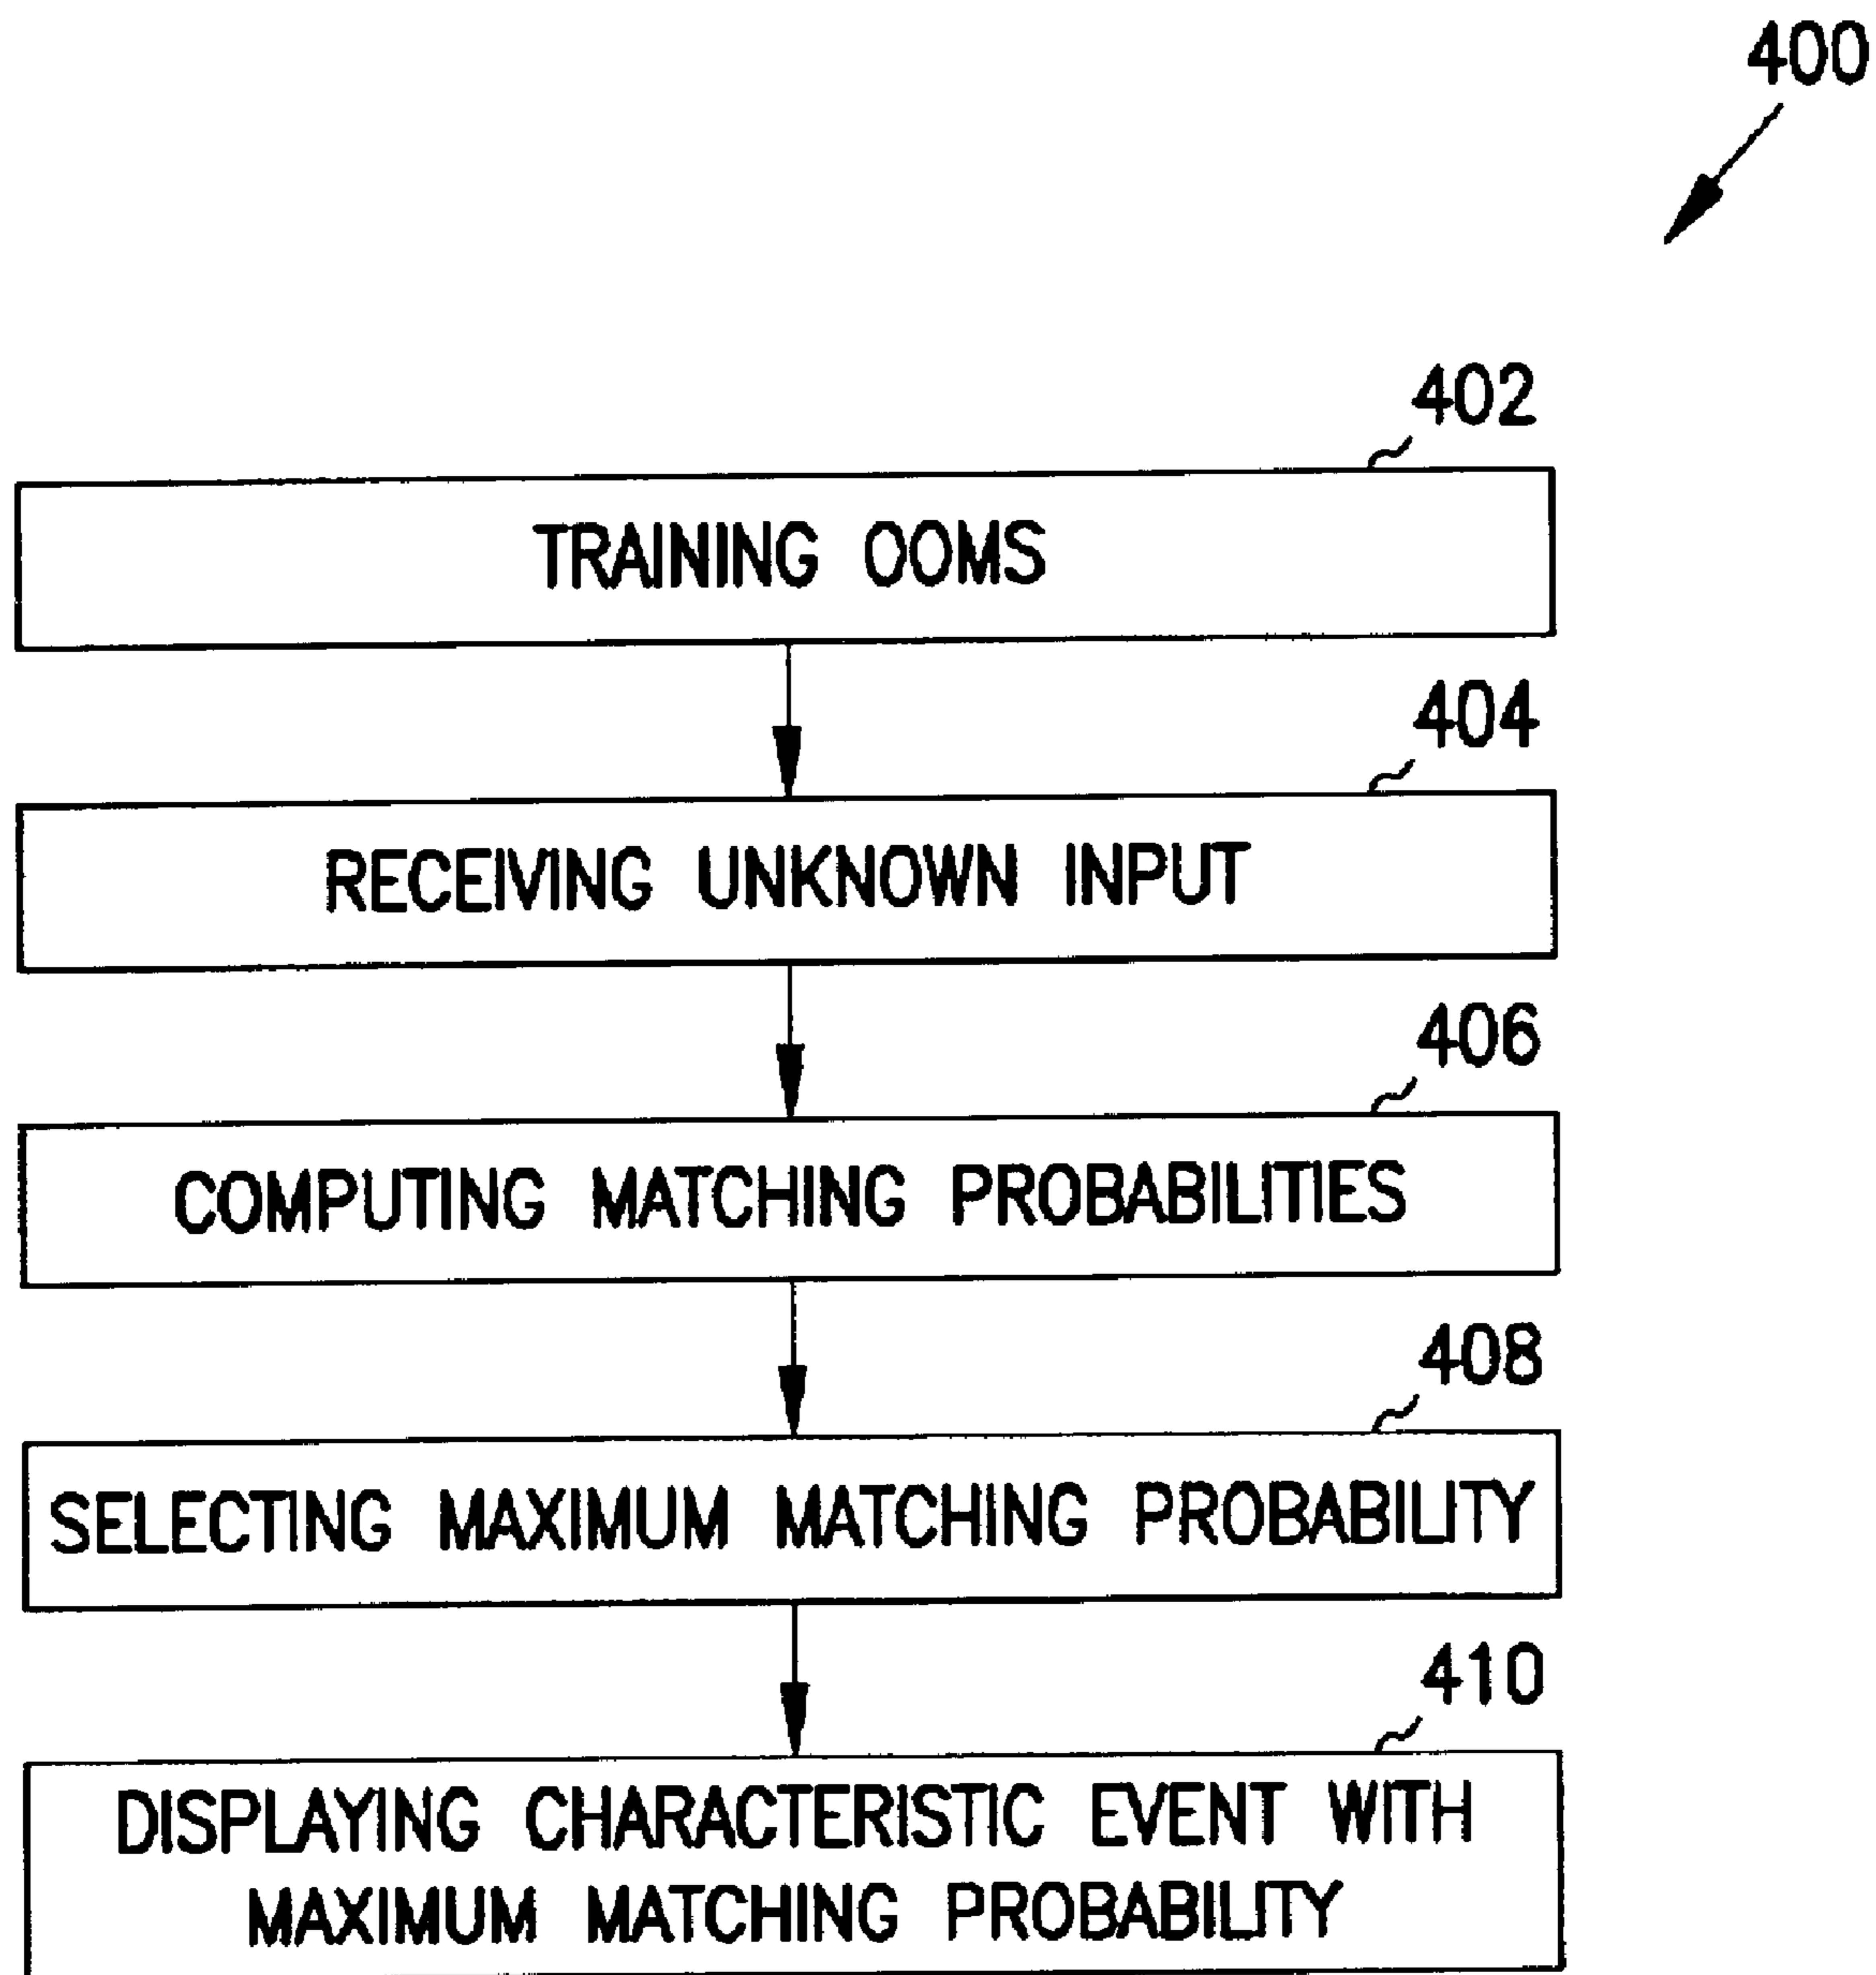 400
402
TRAINING OOMS
404
RECEIVING UNKNOWN INPUT
406
COMPUTING MATCHING PROBABILITIES
408
SELECTING MAXIMUM MATCHING PROBABILITY
410
DISPLAYING CHARACTERISTIC EVENT WITH
MAXIMUM MATCHING PROBABILITY